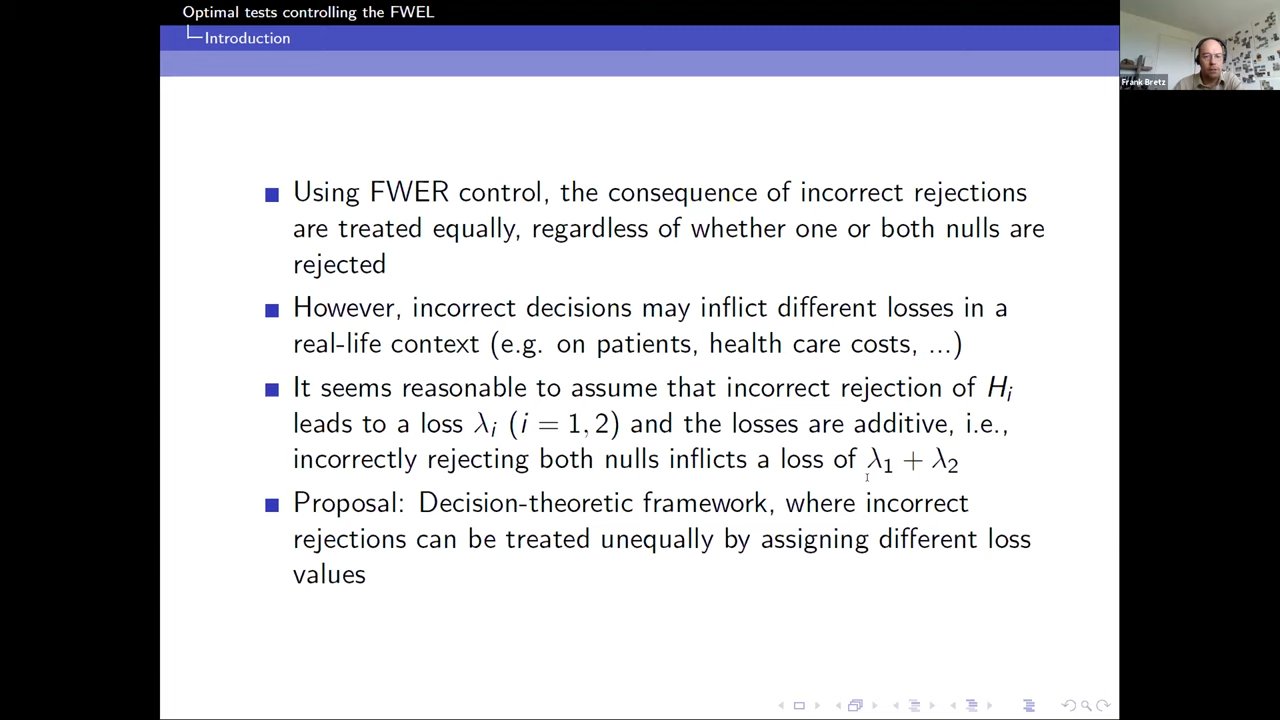 Optimal tests controlling the FWEL
Introduction
Frank Bretz
Using FWER control, the consequence of incorrect rejections
are treated equally, regardless of whether one or both nulls are
rejected
However, incorrect decisions may inflict different losses in a
real-life context (e.g. on patients, health care costs, ...)
It seems reasonable to assume that incorrect rejection of Hᵢ
leads to a loss λᵢ (i = 1, 2) and the losses are additive, i.e.,
incorrectly rejecting both nulls inflicts a loss of λ₁ + λ₂
Proposal: Decision-theoretic framework, where incorrect
rejections can be treated unequally by assigning different loss
values